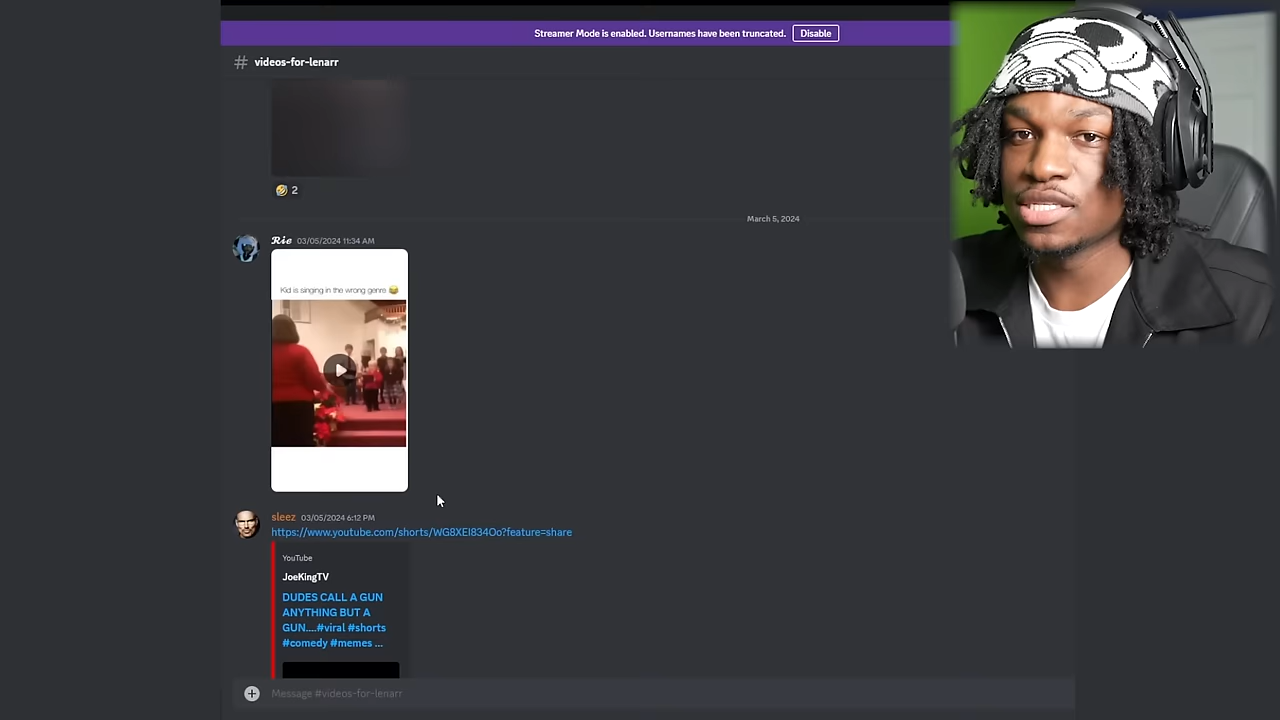 Streamer Mode is enabled. Usernames have been truncated. Disable
# videos-for-lenarr
🤣 2
March 5, 2024
𝓡𝓲𝓮 03/05/2024 11:34 AM
Kid is singing in the wrong genre 😂
sleez 03/05/2024 6:12 PM
https://www.youtube.com/shorts/WG8XEI834Oo?feature=share
YouTube
JoeKingTV
DUDES CALL A GUN
ANYTHING BUT A
GUN....#viral #shorts
#comedy #memes ...
Message #videos-for-lenarr